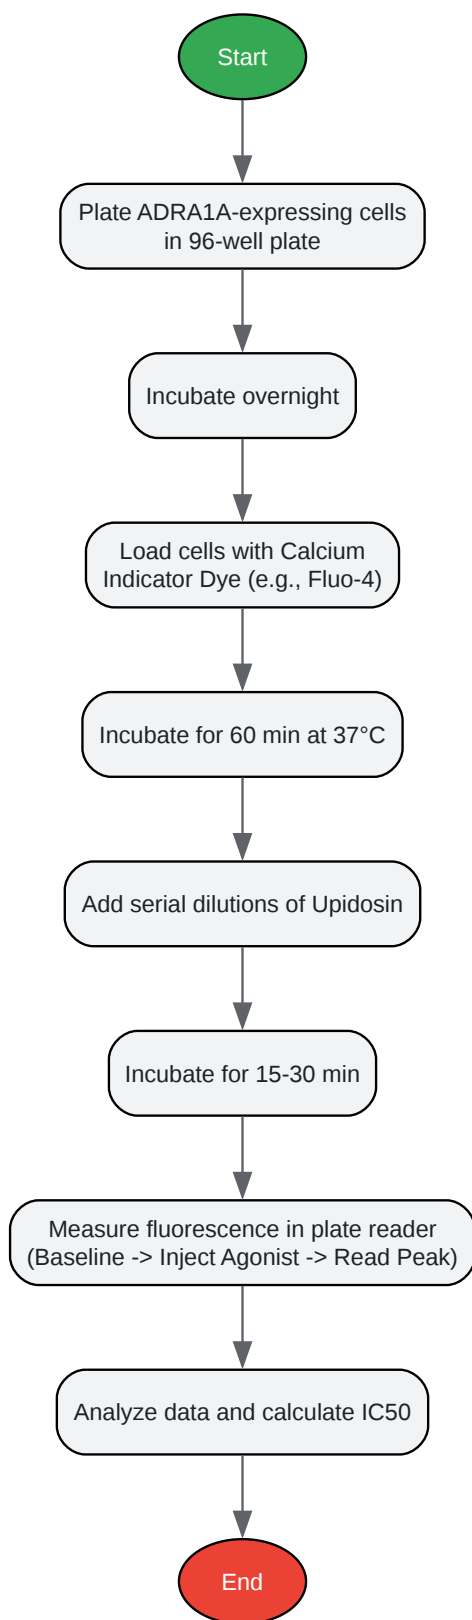 Start
Plate ADRA1A-expressing cells
in 96-well plate
Incubate overnight
Load cells with Calcium
Indicator Dye (e.g., Fluo-4)
Incubate for 60 min at 37°C
Add serial dilutions of Upidosin
Incubate for 15-30 min
Measure fluorescence in plate reader
(Baseline -> Inject Agonist -> Read Peak)
Analyze data and calculate IC50
End